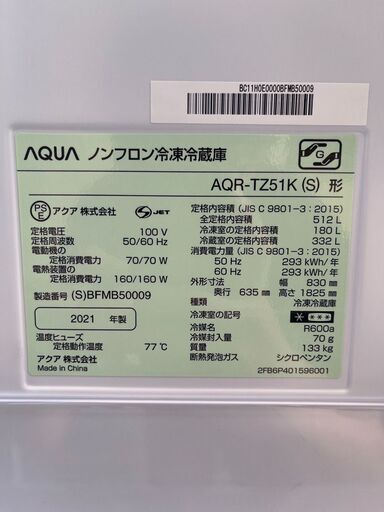 BC11H0E0000BFMB50009
AQUA ノンフロン冷凍冷蔵庫
G
AQR-TZ51K (S) 形
PS
E
アクア 株式会社
S-JET
定格電圧 100 V
定格周波数 50/60 Hz
電動機の
定格消費電力 70/70 W
電熱装置の
定格消費電力 160/160 W
製造番号 (S)BFMB50009
2021 年製
温度ヒューズ
定格動作温度 77℃
アクア 株式会社
Made in China
定格内容積 (JIS C 9801-3 : 2015)
全定格内容積 512 L
冷凍室の定格内容積 180 L
冷蔵室の定格内容積 332 L
消費電力量 (JIS C 9801-3 : 2015)
50 Hz 293 kWh/年
60 Hz 293 kWh/年
外形寸法 幅 830 mm
奥行 635 mm 高さ 1825 mm
種類 冷凍冷蔵庫
冷凍室の記号
冷媒名 R600a
冷媒封入量 70 g
質量 133 kg
断熱発泡ガス シクロペンタン
2FB6P401596001